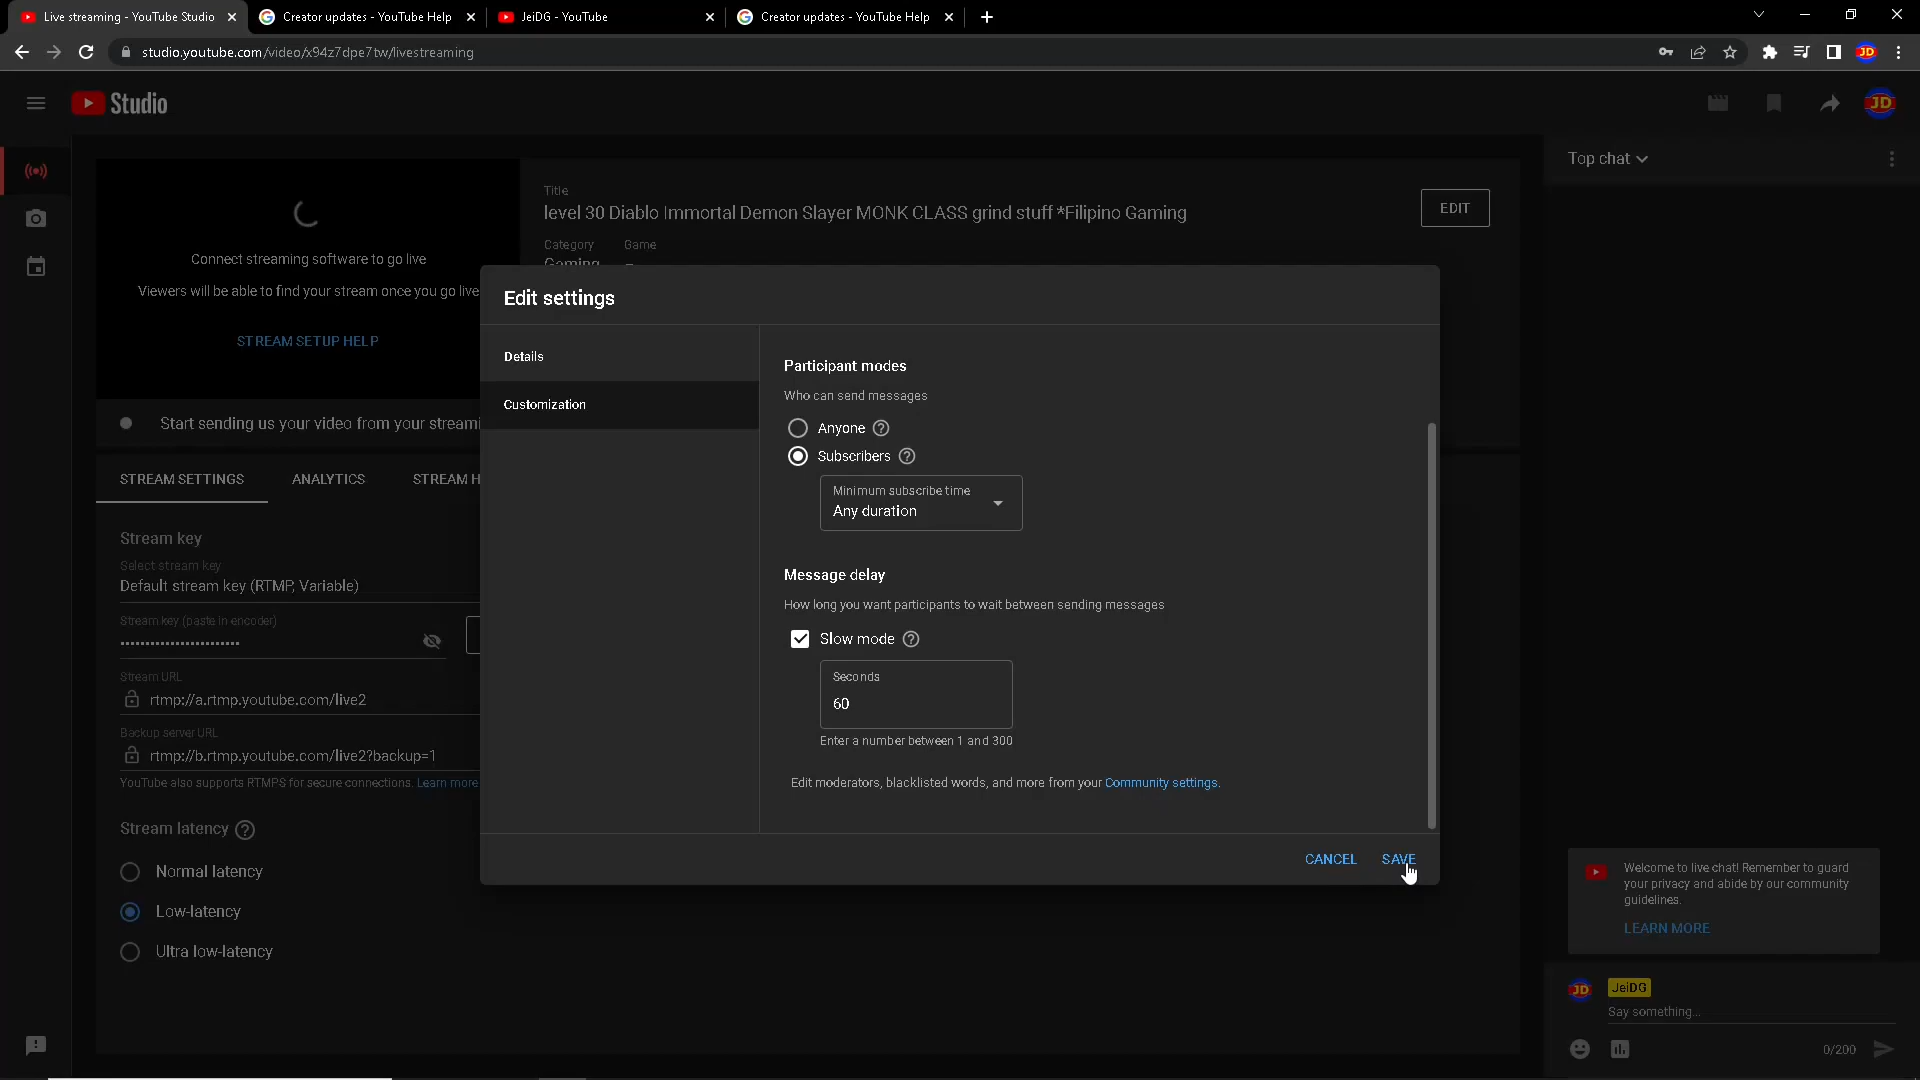 Live streaming - YouTube Studio
Creator updates - YouTube Help
JeiDG - YouTube
Creator updates - YouTube Help
studio.youtube.com/video/x94z7dpe7tw/livestreaming
JD
Studio
JD
Top chat
Title
level 30 Diablo Immortal Demon Slayer MONK CLASS grind stuff *Filipino Gaming
EDIT
Category
Game
Gaming
Connect streaming software to go live
Viewers will be able to find your stream once you go live
STREAM SETUP HELP
Start sending us your video from your streami
STREAM SETTINGS
ANALYTICS
STREAM H
Stream key
Select stream key
Default stream key (RTMP, Variable)
Stream key (paste in encoder)
Stream URL
rtmp://a.rtmp.youtube.com/live2
Backup server URL
rtmp://b.rtmp.youtube.com/live2?backup=1
YouTube also supports RTMPS for secure connections. Learn more
Stream latency
Normal latency
Low-latency
Ultra low-latency
Edit settings
Details
Customization
Participant modes
Who can send messages
Anyone
Subscribers
Minimum subscribe time
Any duration
Message delay
How long you want participants to wait between sending messages
Slow mode
Seconds
60
Enter a number between 1 and 300
Edit moderators, blacklisted words, and more from your Community settings.
CANCEL
SAVE
Welcome to live chat! Remember to guard
your privacy and abide by our community
guidelines.
LEARN MORE
JD
JeiDG
Say something...
0/200